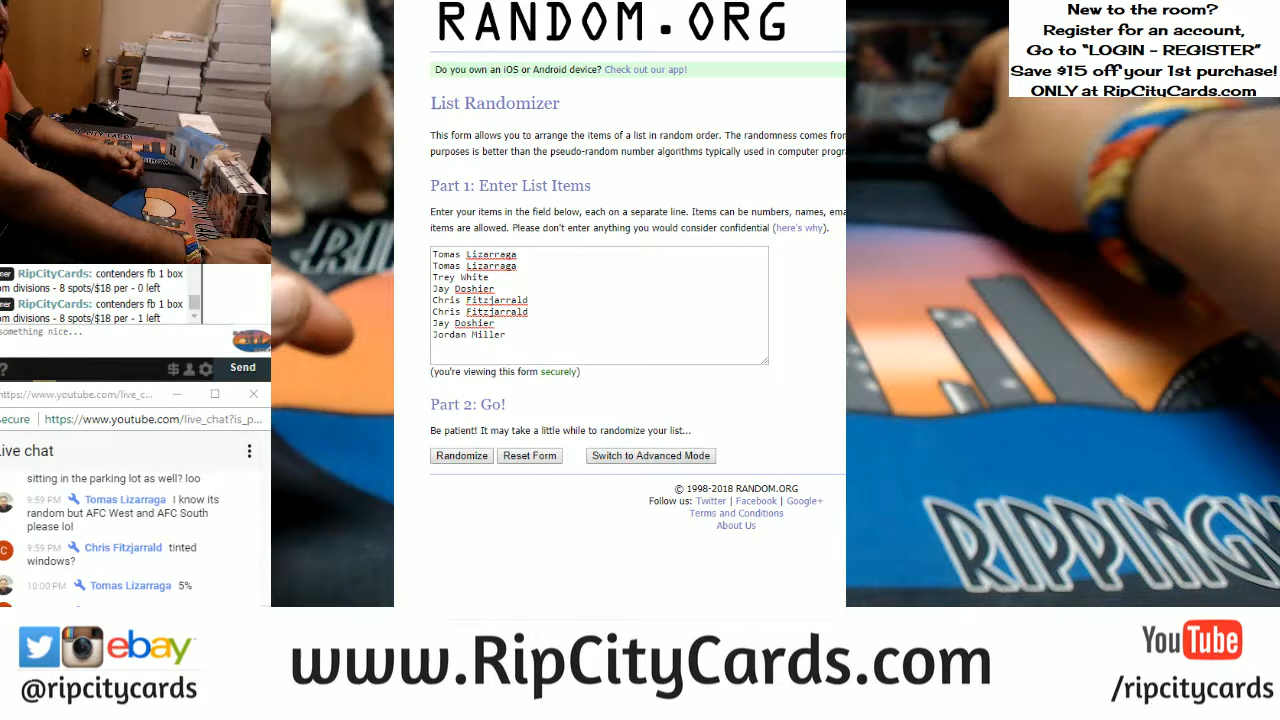 RANDOM.ORG
Do you own an iOS or Android device? Check out our app!
List Randomizer
This form allows you to arrange the items of a list in random order. The randomness comes from
purposes is better than the pseudo-random number algorithms typically used in computer progr
Part 1: Enter List Items
Enter your items in the field below, each on a separate line. Items can be numbers, names, ema
items are allowed. Please don't enter anything you would consider confidential (here's why).
Tomas Lizarraga
Tomas Lizarraga
Trey White
Jay Doshier
Chris Fitzjarrald
Chris Fitzjarrald
Jay Doshier
Jordan Miller
(you're viewing this form securely)
Part 2: Go!
Be patient! It may take a little while to randomize your list...
Randomize Reset Form Switch to Advanced Mode
© 1998-2018 RANDOM.ORG
Follow us: Twitter | Facebook | Google+
Terms and Conditions
About Us
New to the room?
Register for an account,
Go to "LOGIN - REGISTER"
Save $15 off your 1st purchase!
ONLY at RipCityCards.com
RipCityCards: contenders fb 1 box
om divisions - 8 spots/$18 per - 0 left
RipCityCards: contenders fb 1 box
om divisions - 8 spots/$18 per - 1 left
something nice...
? Send
https://www.youtube.com/live_c...
ecure https://www.youtube.com/live_chat?is_p...
ive chat
sitting in the parking lot as well? loo
9:59 PM Tomas Lizarraga I know its
random but AFC West and AFC South
please lol
9:59 PM Chris Fitzjarrald tinted
windows?
10:00 PM Tomas Lizarraga 5%
RIPPINGW
ebay
@ripcitycards
www.RipCityCards.com
YouTube
/ripcitycards